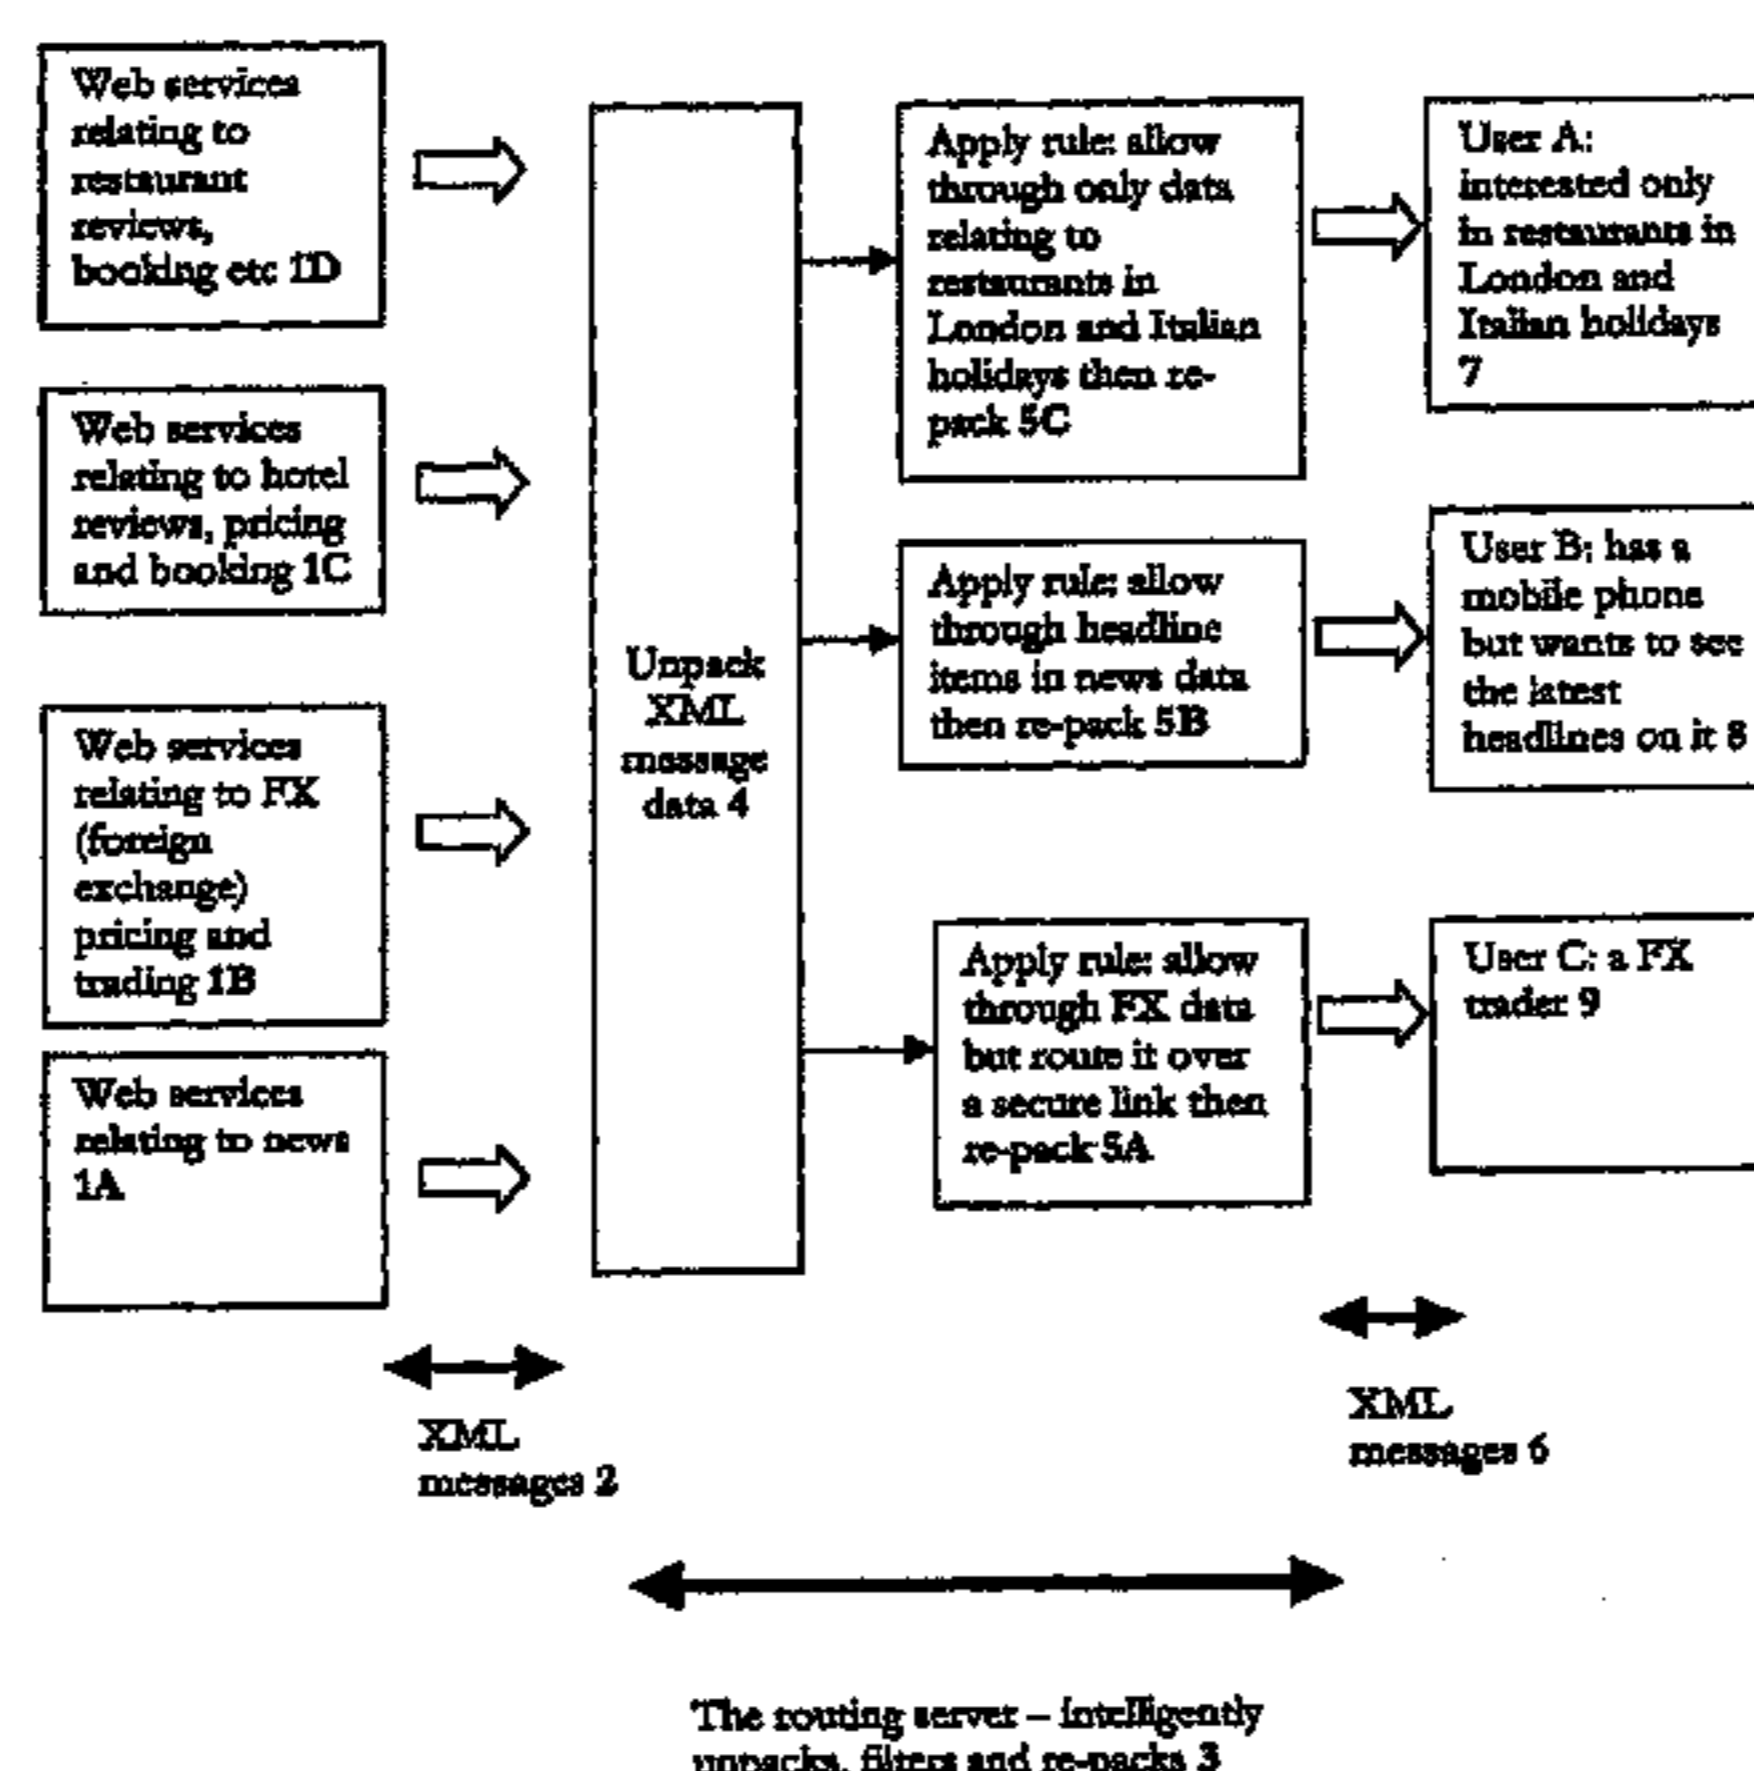 Web services
relating to
restaurant
reviews,
booking etc 1D
Web services
relating to hotel
reviews, pricing
and booking 1C
Web services
relating to FX
(foreign
exchange)
pricing and
trading 1B
Web services
relating to news
1A
XML
messages 2
Unpack
XML
message
data 4
Apply rule: allow
through only data
relating to
restaurants in
London and Italian
holidays then re-
pack 5C
Apply rule: allow
through headline
items in news data
then re-pack 5B
Apply rule: allow
through FX data
but route it over
a secure link then
re-pack 5A
User A:
interested only
in restaurants in
London and
Italian holidays
7
User B: has a
mobile phone
but wants to see
the latest
headlines on it 8
User C: a FX
trader 9
XML
messages 6
The routing server – intelligently
unpacks, filters and re-packs 3